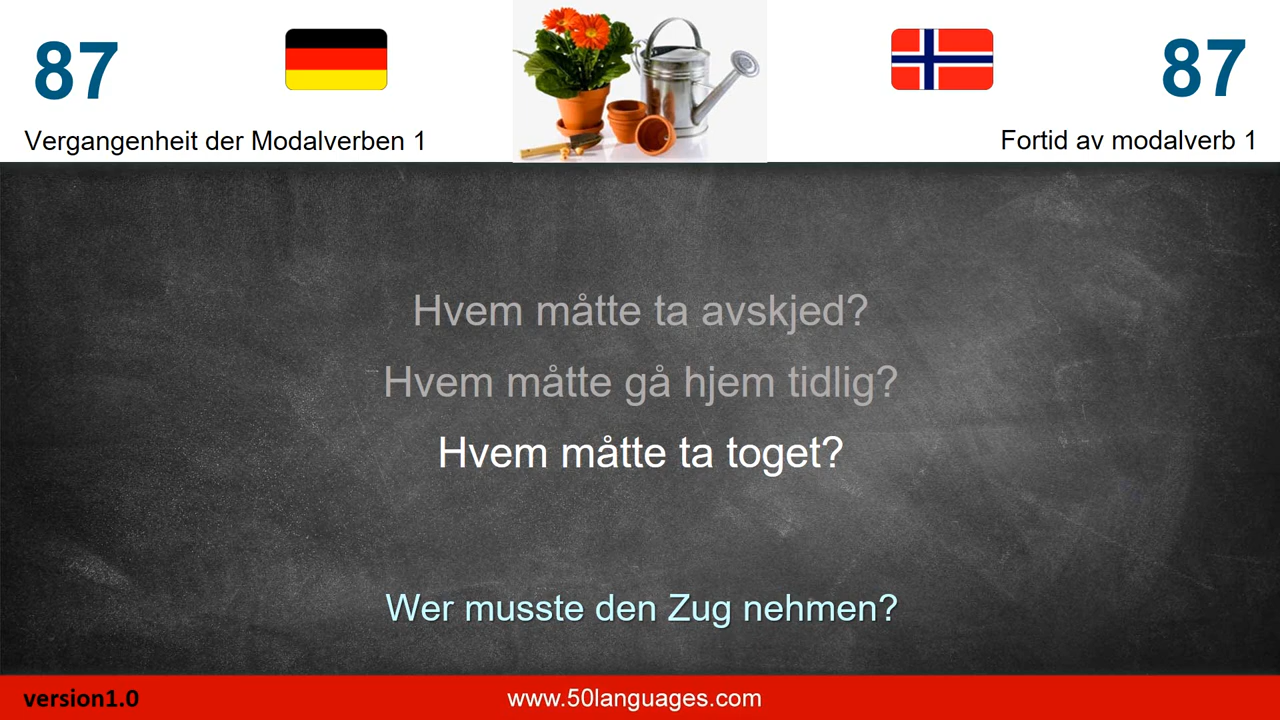 87
87
Vergangenheit der Modalverben 1
Fortid av modalverb 1
Hvem måtte ta avskjed?
Hvem måtte gå hjem tidlig?
Hvem måtte ta toget?
Wer musste den Zug nehmen?
version1.0
www.50languages.com